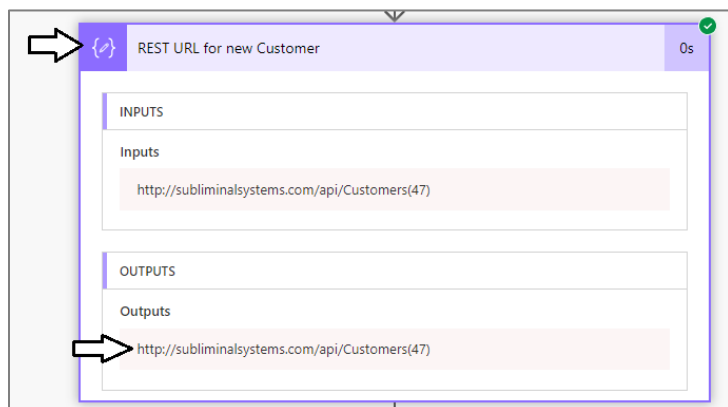 REST URL for new Customer 0s
INPUTS
Inputs
http://subliminalsystems.com/api/Customers(47)
OUTPUTS
Outputs
http://subliminalsystems.com/api/Customers(47)